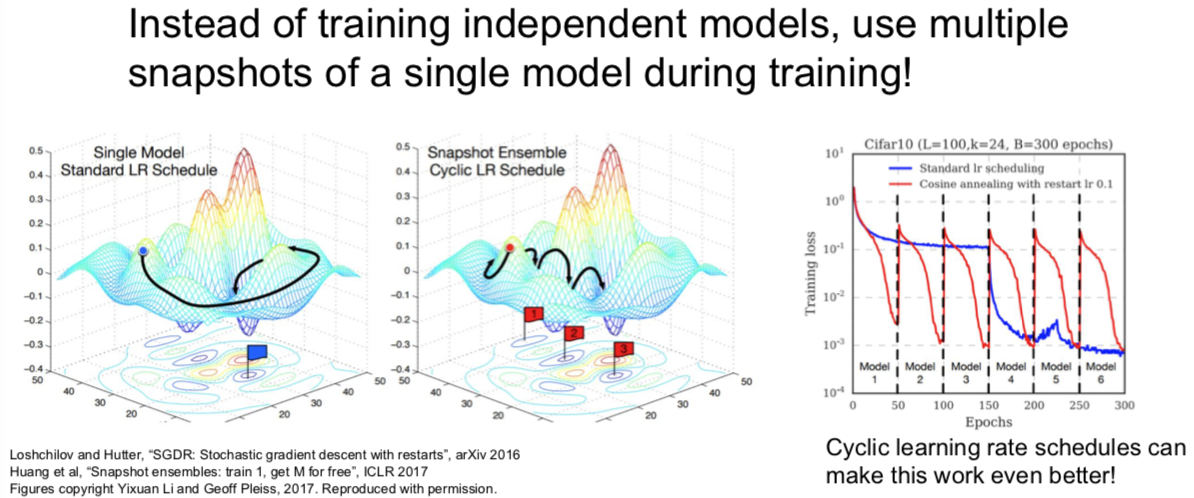 Instead of training independent models, use multiple
snapshots of a single model during training!
Single Model
Standard LR Schedule
0.5
0.4
0.3
0.2
0.1
0
−0.1
−0.2
−0.3
−0.4
50
40
30
20
20
30
40
50
Snapshot Ensemble
Cyclic LR Schedule
0.5
0.4
0.3
0.2
0.1
0
−0.1
−0.2
−0.3
−0.4
50
40
30
20
20
30
40
50
1
2
3
Cifar10 (L=100,k=24, B=300 epochs)
Standard lr scheduling
Cosine annealing with restart lr 0.1
Training loss
10¹
10⁰
10⁻¹
10⁻²
10⁻³
10⁻⁴
Model 1
Model 2
Model 3
Model 4
Model 5
Model 6
0 50 100 150 200 250 300
Epochs
Loshchilov and Hutter, “SGDR: Stochastic gradient descent with restarts”, arXiv 2016
Huang et al, “Snapshot ensembles: train 1, get M for free”, ICLR 2017
Figures copyright Yixuan Li and Geoff Pleiss, 2017. Reproduced with permission.
Cyclic learning rate schedules can
make this work even better!